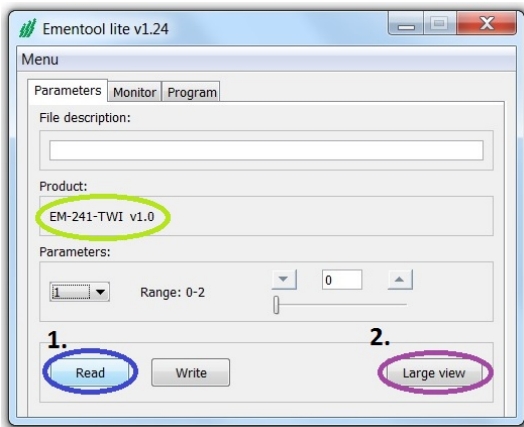 Ementool lite v1.24
Menu
Parameters Monitor Program
File description:
Product:
EM-241-TWI v1.0
Parameters:
1 Range: 0-2 0
1. 2.
Read Write Large view